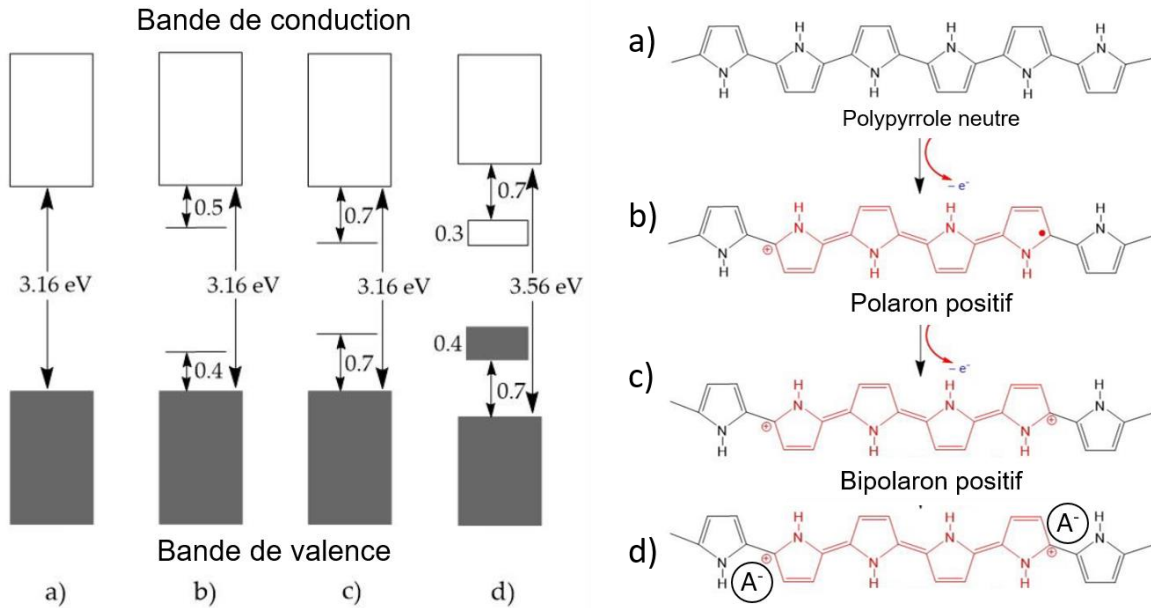 Bande de conduction
0.5
0.7
0.7
0.3
3.16 eV
3.16 eV
3.16 eV
3.56 eV
0.4
0.4
0.7
0.7
Bande de valence
a)
b)
c)
d)
a)
H
N
N
H
H
N
N
H
H
N
N
H
Polypyrrole neutre
– e-
b)
H
N
N
H
H
N
N
H
H
N
N
H
⊕
•
Polaron positif
– e-
c)
H
N
N
H
H
N
N
H
H
N
N
H
⊕
⊕
Bipolaron positif
d)
H
N
N
H
H
N
N
H
H
N
N
H
⊕
⊕
A-
A-